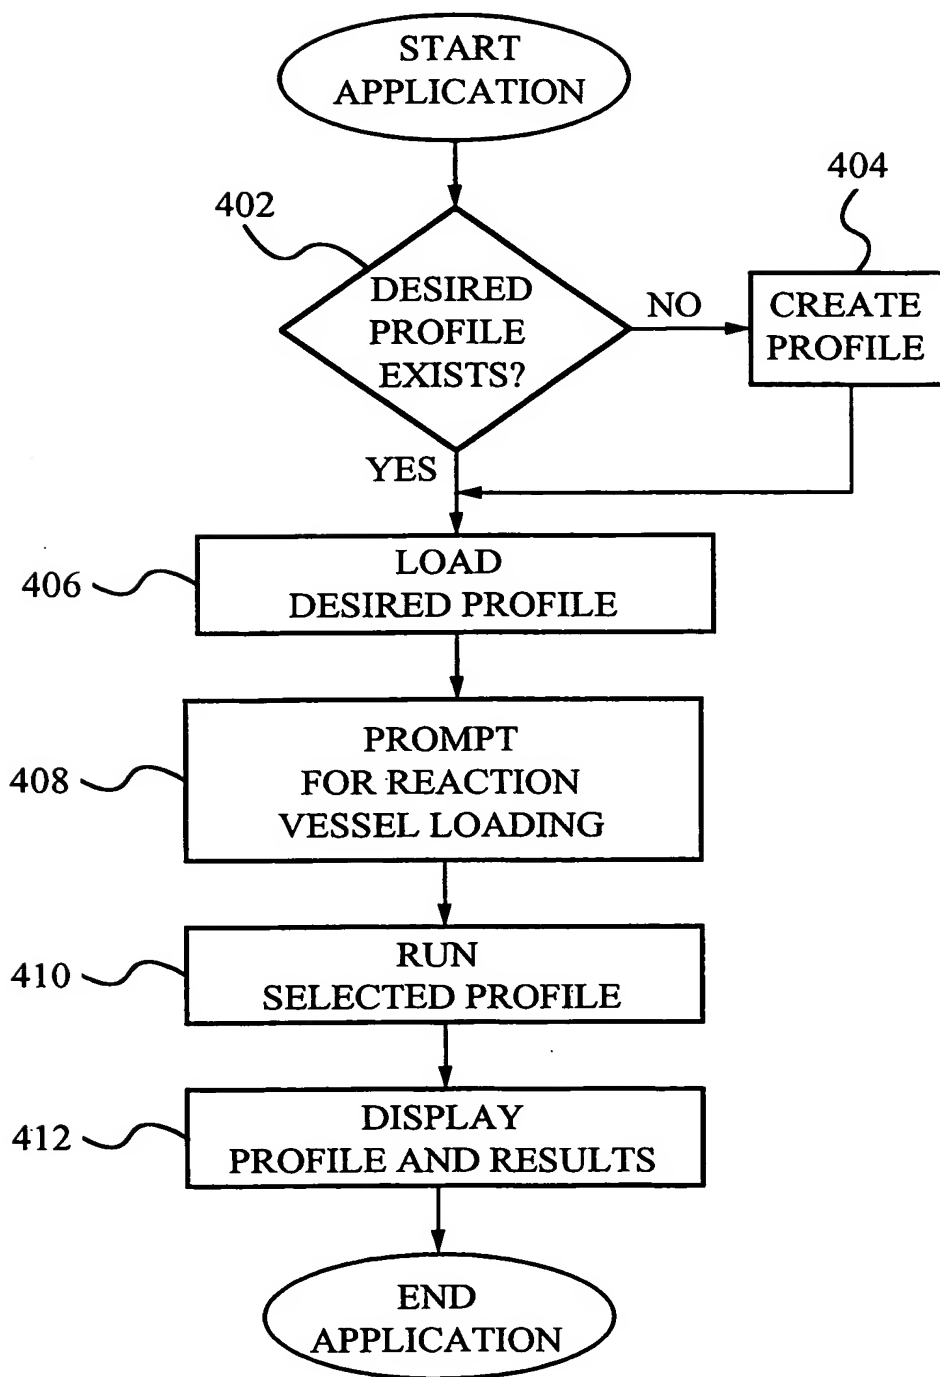 START
APPLICATION
404
402
DESIRED
PROFILE
EXISTS?
NO
CREATE
PROFILE
YES
406
LOAD
DESIRED PROFILE
408
PROMPT
FOR REACTION
VESSEL LOADING
410
RUN
SELECTED PROFILE
412
DISPLAY
PROFILE AND RESULTS
END
APPLICATION